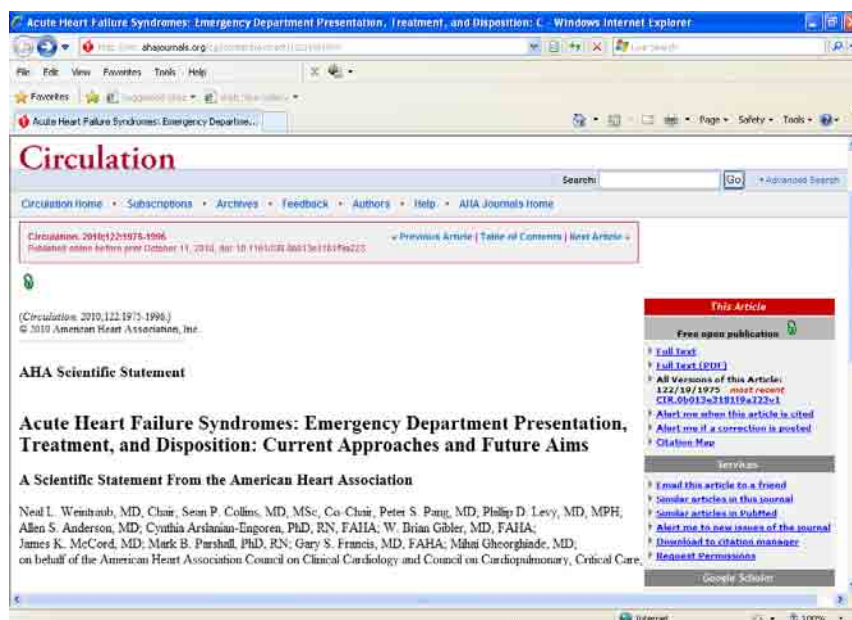 Acute Heart Failure Syndromes: Emergency Department Presentation, Treatment, and Disposition: C - Windows Internet Explorer
ahajournals.org
File Edit View Favorites Tools Help
Favorites
Acute Heart Failure Syndromes: Emergency Departme...
Page Safety Tools
Circulation
Search: Go Advanced Search
Circulation Home • Subscriptions • Archives • Feedback • Authors • Help • AHA Journals Home
Circulation. 2010;122:1975-1996
« Previous Article | Table of Contents | Next Article »
Published online before print October 11, 2010, doi:
(Circulation. 2010;122:1975-1996.)
© 2010 American Heart Association, Inc.
AHA Scientific Statement
Acute Heart Failure Syndromes: Emergency Department Presentation,
Treatment, and Disposition: Current Approaches and Future Aims
A Scientific Statement From the American Heart Association
Neal L. Weintraub, MD, Chair; Sean P. Collins, MD, MSc, Co-Chair; Peter S. Pang, MD; Phillip D. Levy, MD, MPH;
Allen S. Anderson, MD; Cynthia Arslanian-Engoren, PhD, RN, FAHA; W. Brian Gibler, MD, FAHA;
James K. McCord, MD; Mark B. Parshall, PhD, RN; Gary S. Francis, MD, FAHA; Mihai Gheorghiade, MD;
on behalf of the American Heart Association Council on Clinical Cardiology and Council on Cardiopulmonary, Critical Care,
This Article
Free open publication
Full Text
Full Text (PDF)
All Versions of this Article:
122/19/1975 most recent
CIR.0b013e3181f9a223v1
Alert me when this article is cited
Alert me if a correction is posted
Citation Map
Services
Email this article to a friend
Similar articles in this journal
Similar articles in PubMed
Alert me to new issues of the journal
Download to citation manager
Request Permissions
Google Scholar
Internet
100%